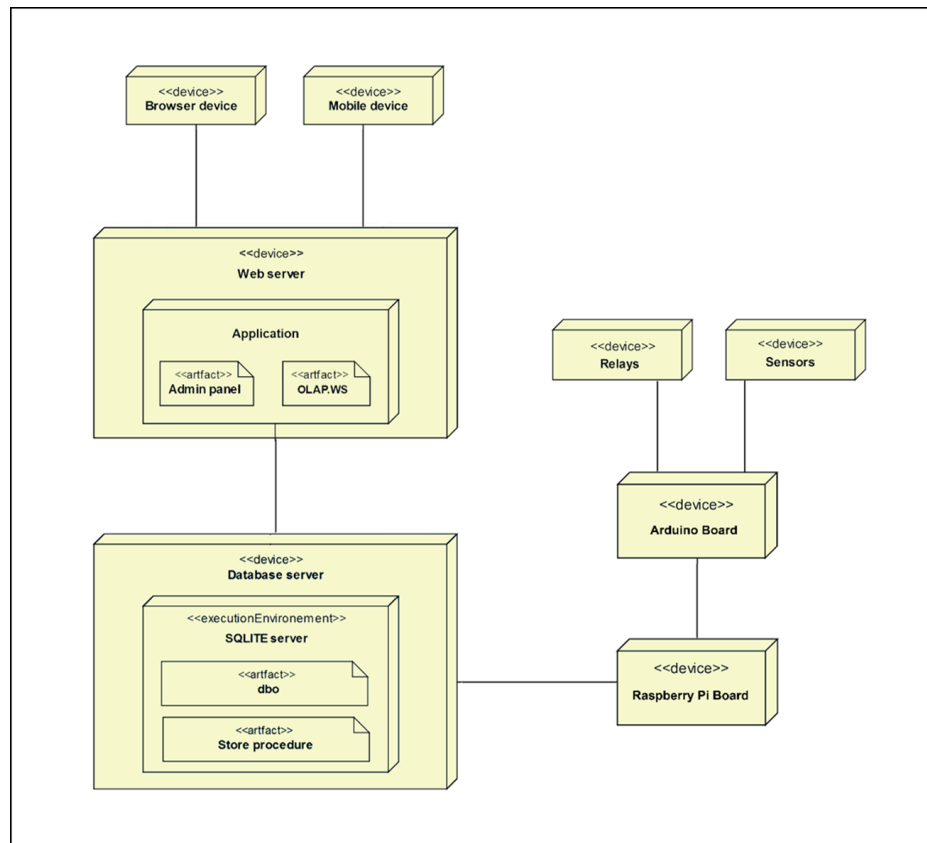 <<device>>
Browser device
<<device>>
Mobile device
<<device>>
Web server
Application
<<artfact>>
Admin panel
<<artfact>>
OLAP.WS
<<device>>
Relays
<<device>>
Sensors
<<device>>
Arduino Board
<<device>>
Database server
<<executionEnvironement>>
SQLITE server
<<artfact>>
dbo
<<artfact>>
Store procedure
<<device>>
Raspberry Pi Board